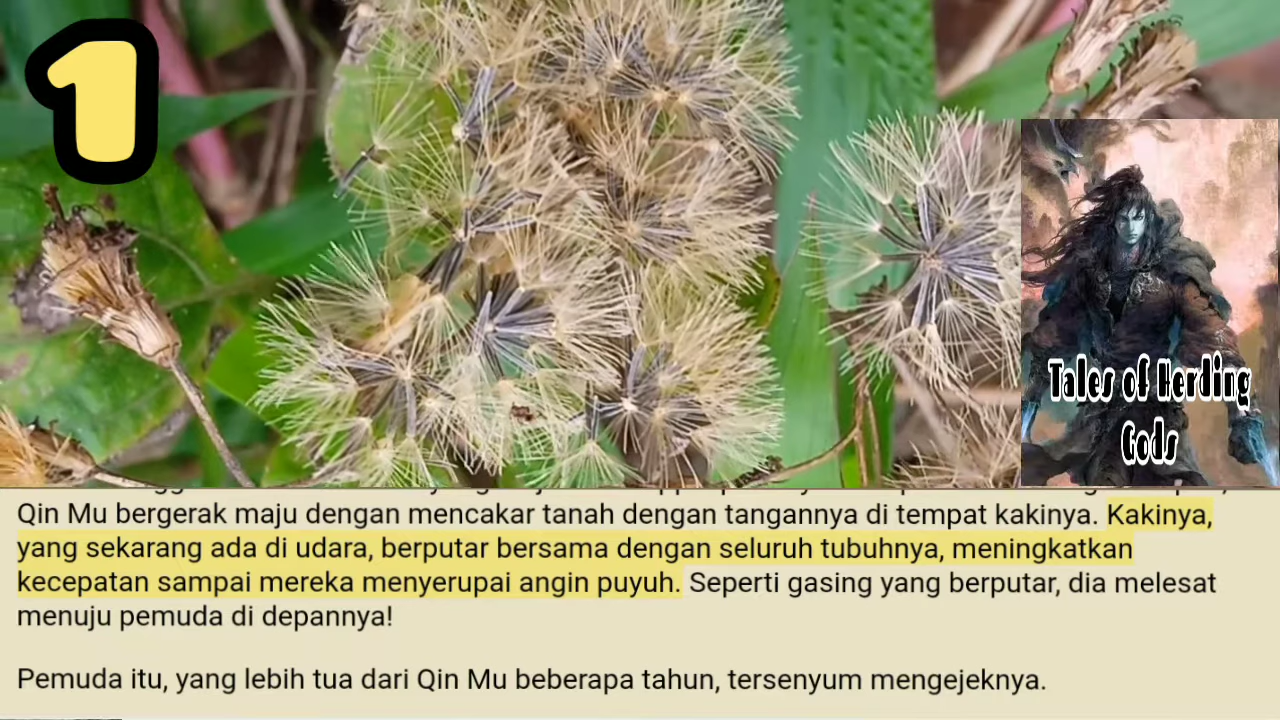 1
Tales of Herding
Gods
Qin Mu bergerak maju dengan mencakar tanah dengan tangannya di tempat kakinya. Kakinya,
yang sekarang ada di udara, berputar bersama dengan seluruh tubuhnya, meningkatkan
kecepatan sampai mereka menyerupai angin puyuh. Seperti gasing yang berputar, dia melesat
menuju pemuda di depannya!
Pemuda itu, yang lebih tua dari Qin Mu beberapa tahun, tersenyum mengejeknya.